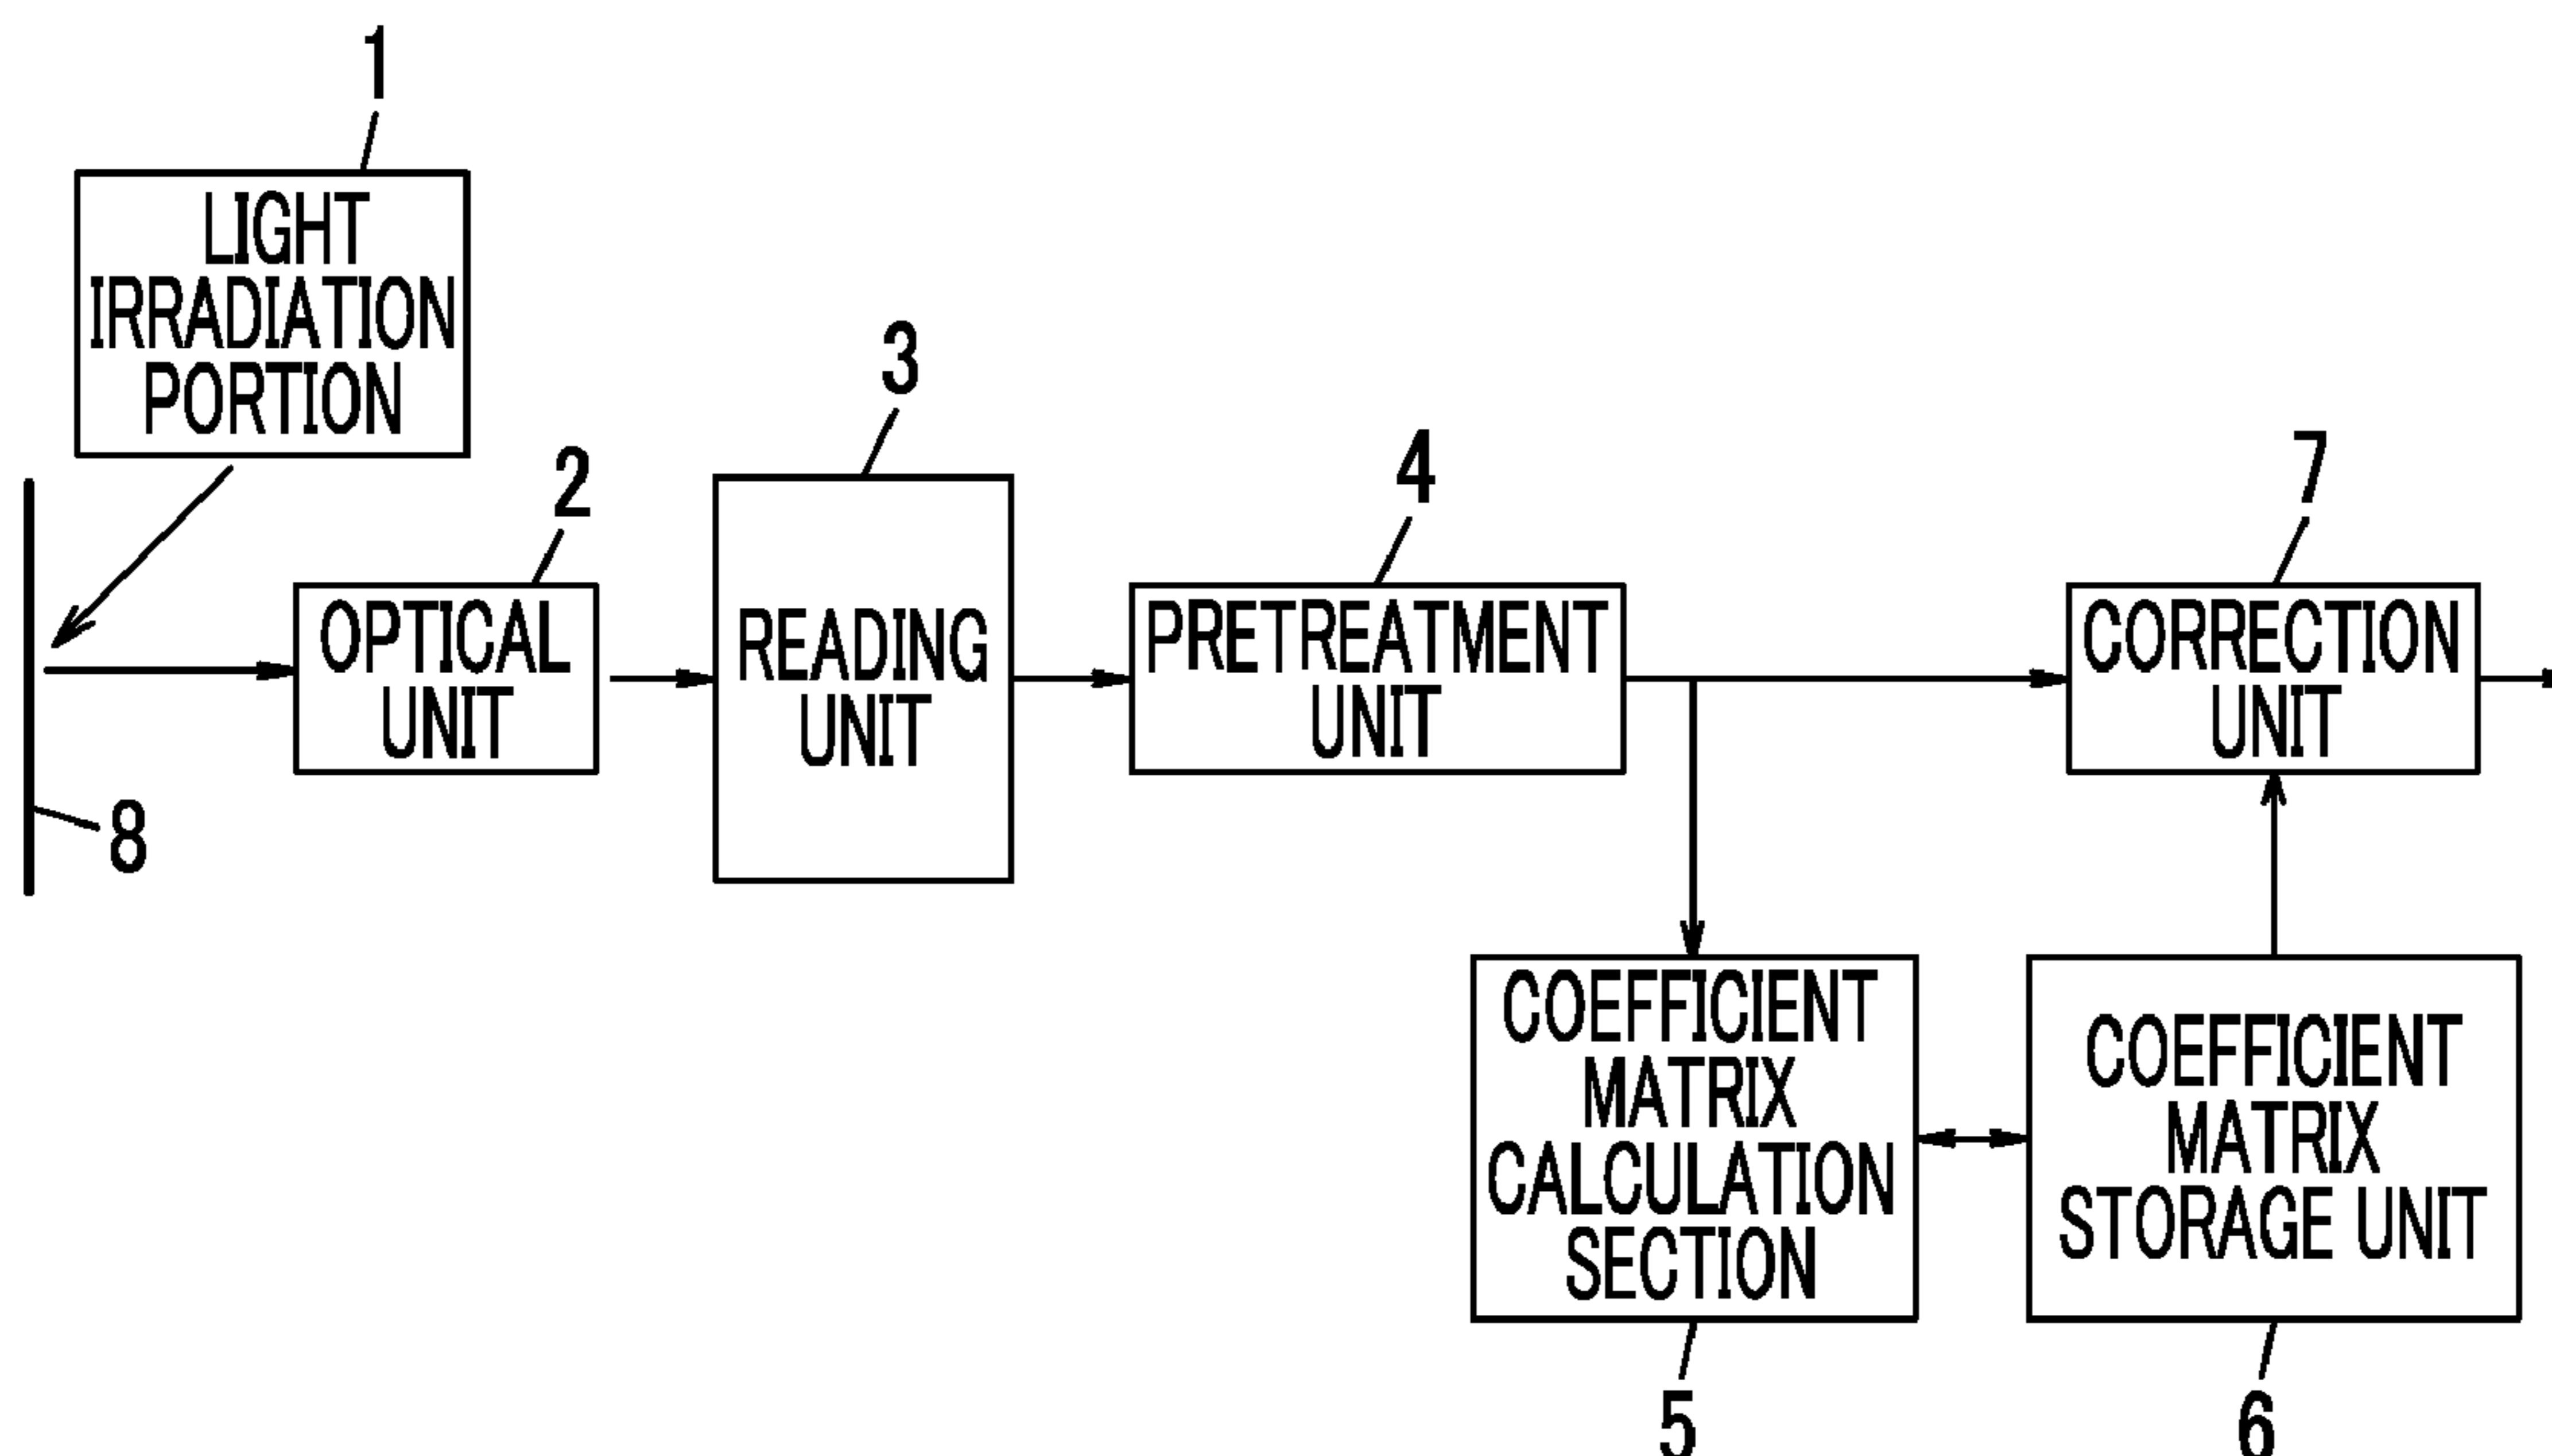 1
LIGHT
IRRADIATION
PORTION
2
OPTICAL
UNIT
3
READING
UNIT
4
PRETREATMENT
UNIT
7
CORRECTION
UNIT
8
COEFFICIENT
MATRIX
CALCULATION
SECTION
5
COEFFICIENT
MATRIX
STORAGE UNIT
6